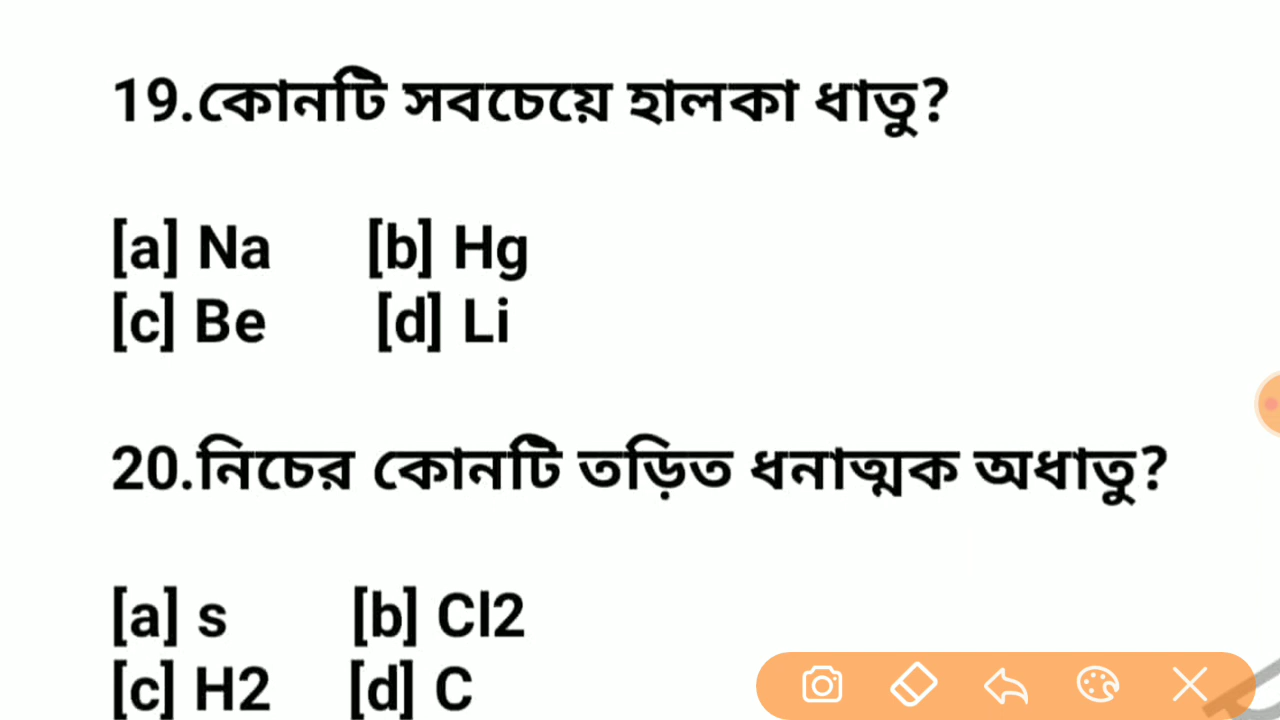 19.কোনটি সবচেয়ে হালকা ধাতু?
[a] Na [b] Hg
[c] Be [d] Li
20.নিচের কোনটি তড়িত ধনাত্মক অধাতু?
[a] s [b] Cl2
[c] H2 [d] C